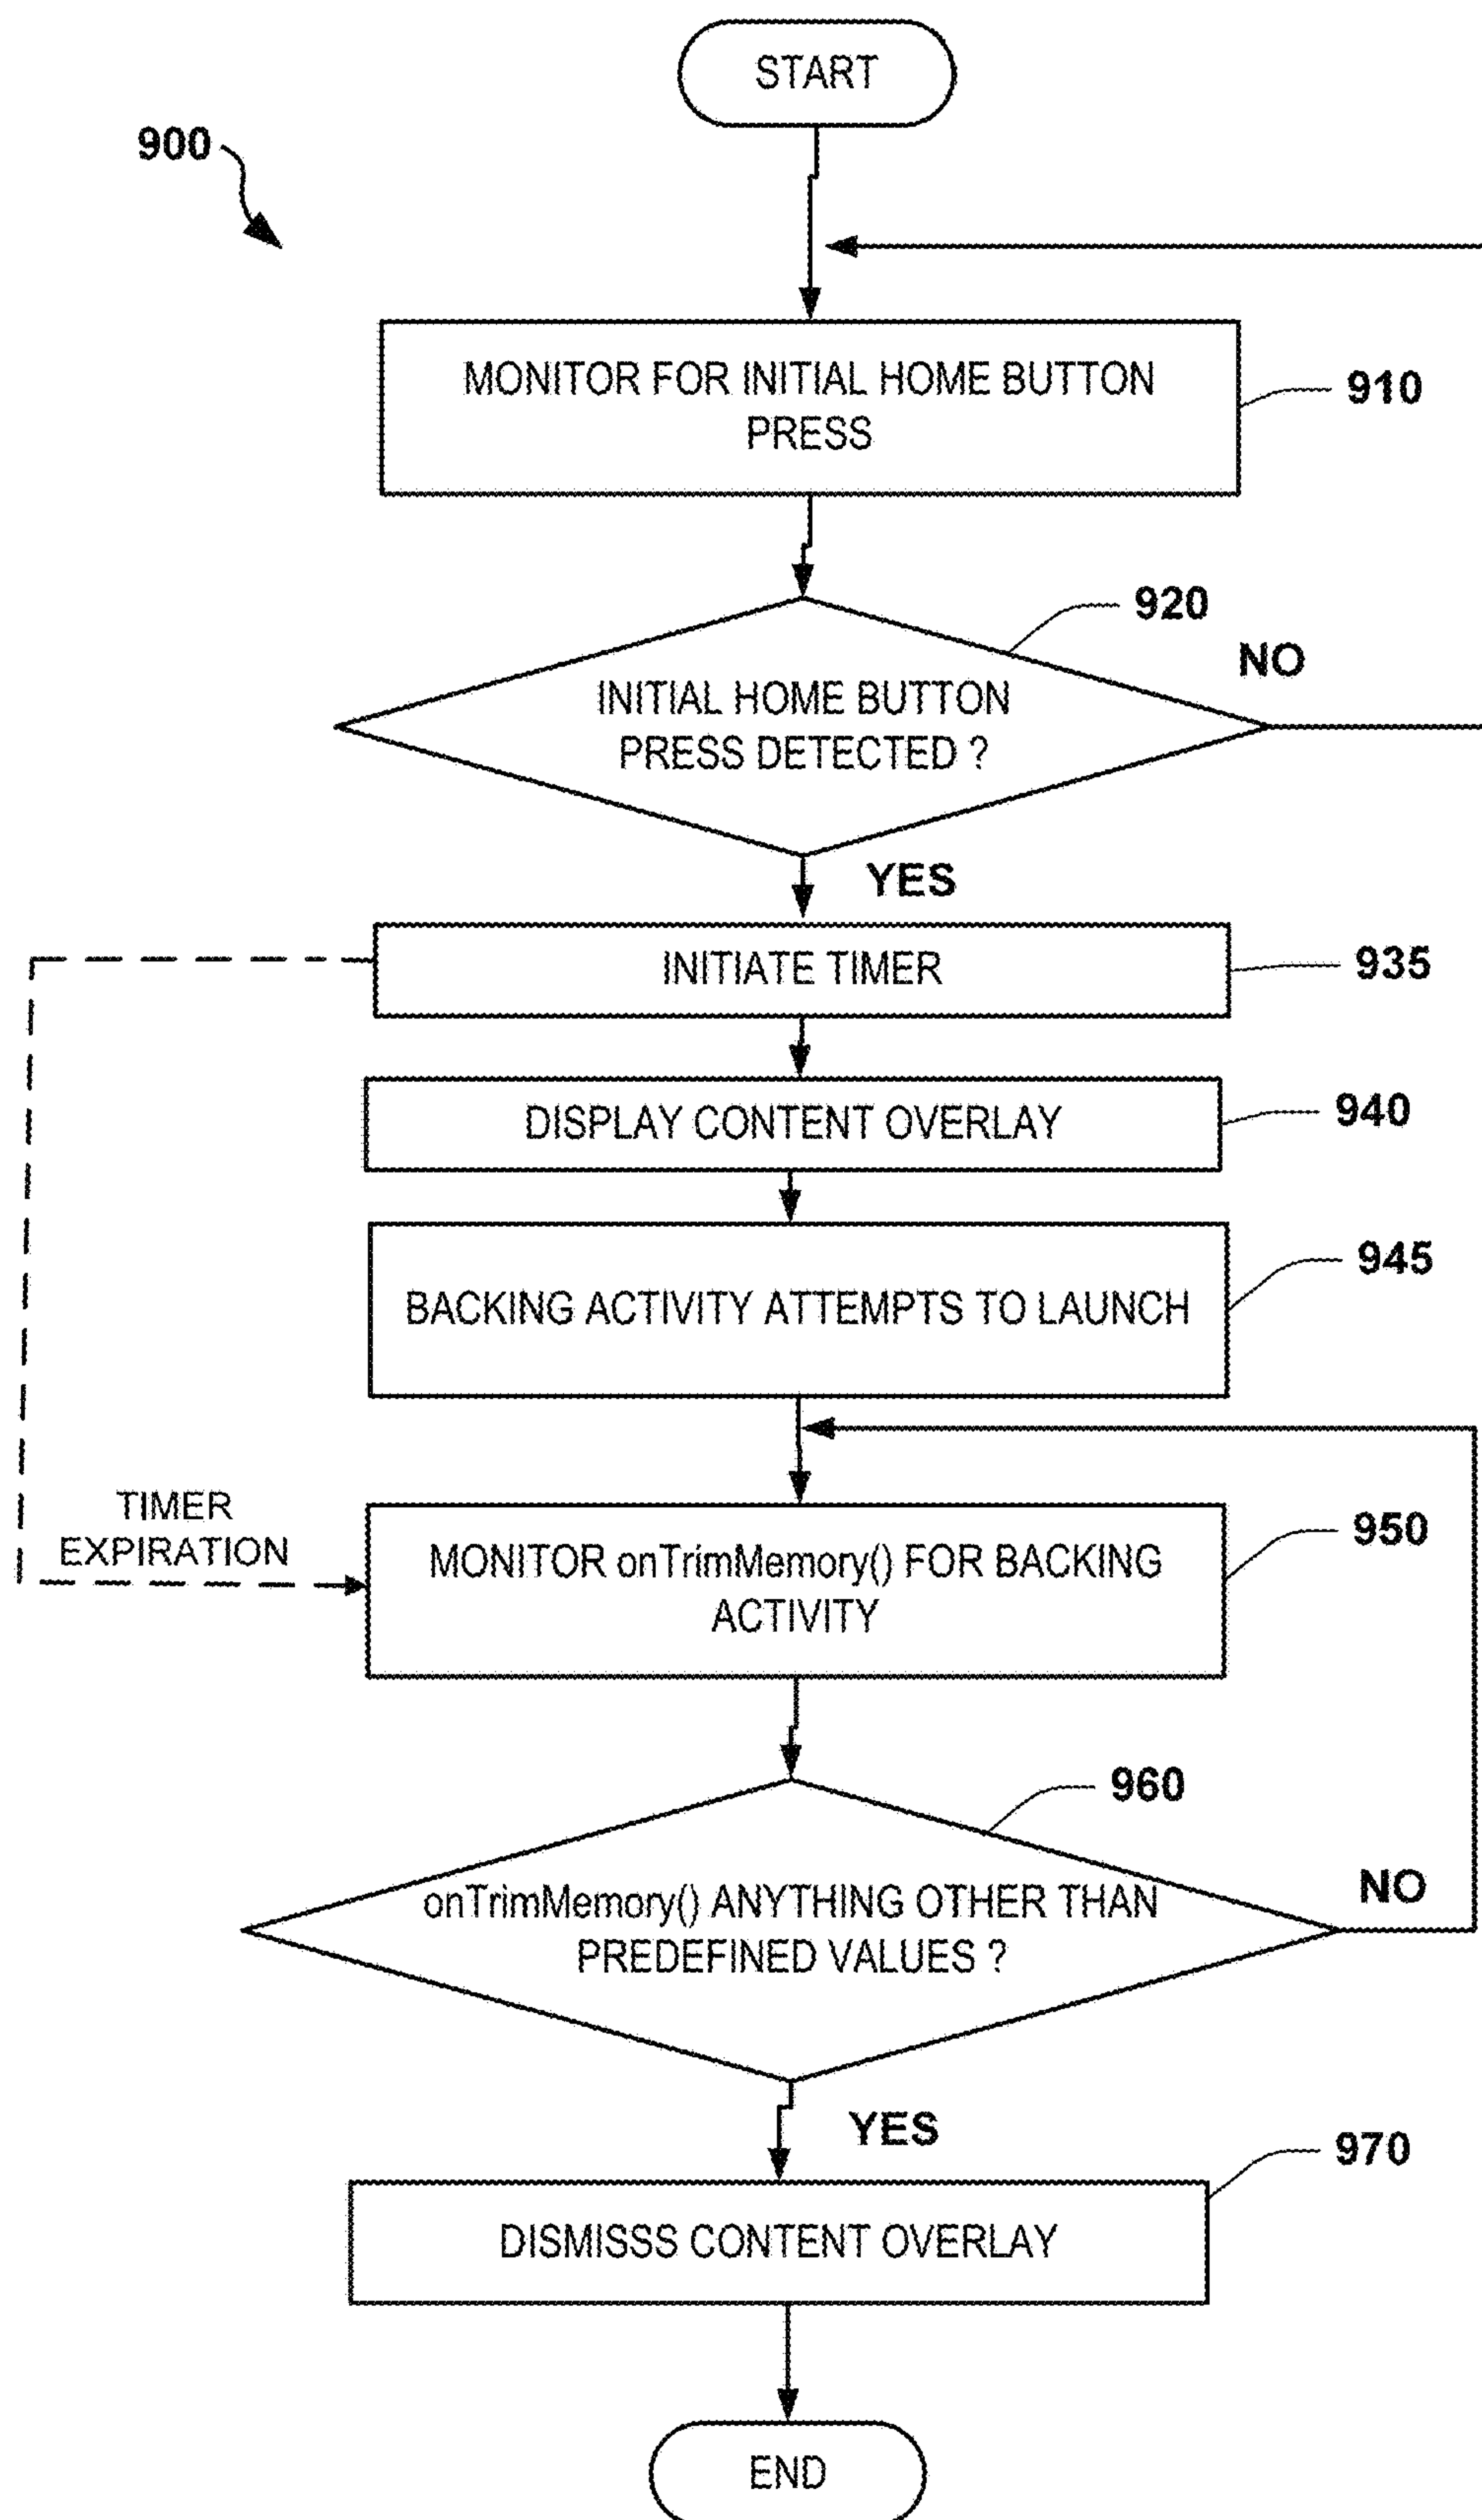 START
900
MONITOR FOR INITIAL HOME BUTTON
PRESS
910
920
NO
INITIAL HOME BUTTON
PRESS DETECTED ?
YES
INITIATE TIMER
935
DISPLAY CONTENT OVERLAY
940
BACKING ACTIVITY ATTEMPTS TO LAUNCH
945
TIMER
EXPIRATION
MONITOR onTrimMemory() FOR BACKING
ACTIVITY
950
960
NO
onTrimMemory() ANYTHING OTHER THAN
PREDEFINED VALUES ?
YES
970
DISMISSS CONTENT OVERLAY
END